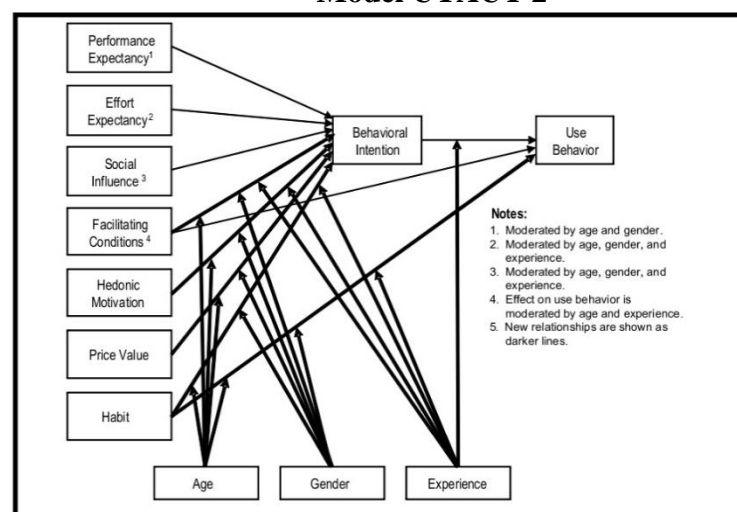 Model UTAUT 2
Performance
Expectancy¹
Effort
Expectancy²
Social
Influence ³
Facilitating
Conditions ⁴
Hedonic
Motivation
Price Value
Habit
Behavioral
Intention
Use
Behavior
Notes:
1. Moderated by age and gender.
2. Moderated by age, gender, and
experience.
3. Moderated by age, gender, and
experience.
4. Effect on use behavior is
moderated by age and experience.
5. New relationships are shown as
darker lines.
Age
Gender
Experience